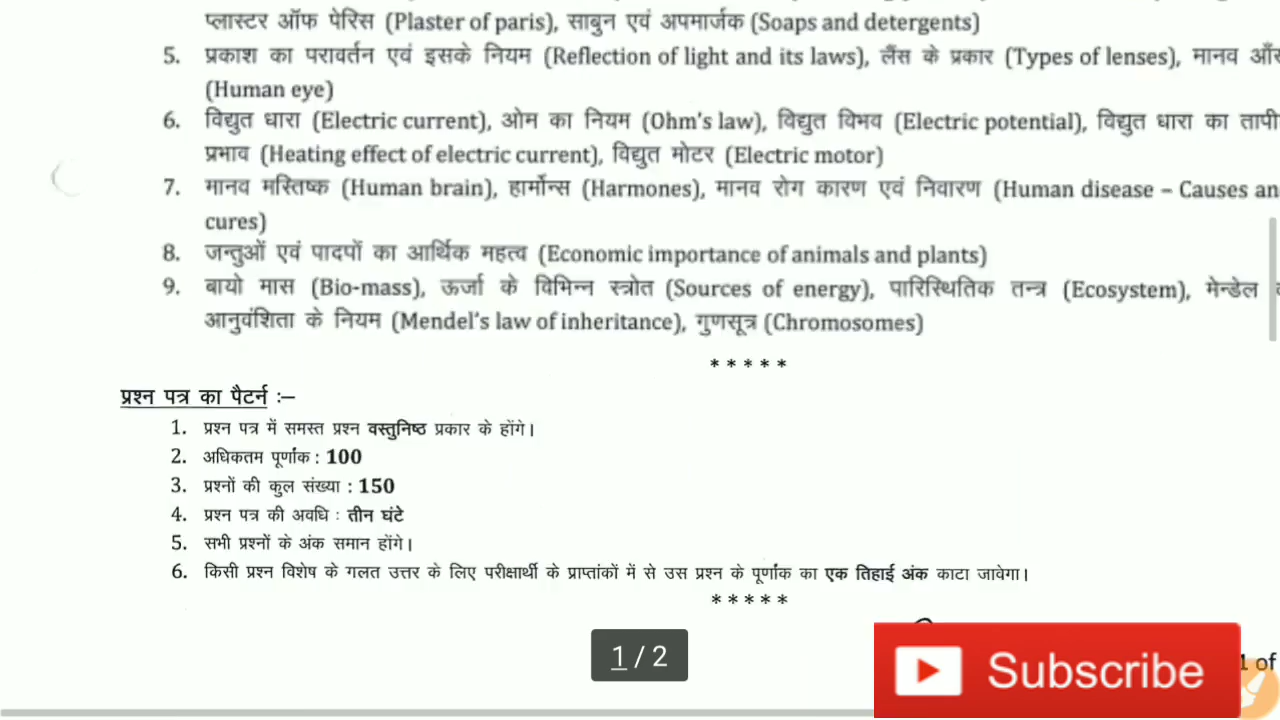 प्लास्टर ऑफ पेरिस (Plaster of paris), साबुन एवं अपमार्जक (Soaps and detergents)
5. प्रकाश का परावर्तन एवं इसके नियम (Reflection of light and its laws), लैंस के प्रकार (Types of lenses), मानव
(Human eye)
6. विद्युत धारा (Electric current), ओम का नियम (Ohm's law), विद्युत विभव (Electric potential), विद्युत धारा का
प्रभाव (Heating effect of electric current), विद्युत मोटर (Electric motor)
7. मानव मस्तिष्क (Human brain), हार्मोन्स (Harmones), मानव रोग कारण एवं निवारण (Human disease – Causes
cures)
8. जन्तुओं एवं पादपों का आर्थिक महत्व (Economic importance of animals and plants)
9. बायो मास (Bio-mass), ऊर्जा के विभिन्न स्त्रोत (Sources of energy), पारिस्थितिक तन्त्र (Ecosystem), मेन्डेल
आनुवंशिता के नियम (Mendel's law of inheritance), गुणसूत्र (Chromosomes)
* * * * *
प्रश्न पत्र का पैटर्न :–
1. प्रश्न पत्र में समस्त प्रश्न वस्तुनिष्ठ प्रकार के होंगे।
2. अधिकतम पूर्णांक : 100
3. प्रश्नों की कुल संख्या : 150
4. प्रश्न पत्र की अवधि : तीन घंटे
5. सभी प्रश्नों के अंक समान होंगे।
6. किसी प्रश्न विशेष के गलत उत्तर के लिए परीक्षार्थी के प्राप्तांकों में से उस प्रश्न के पूर्णांक का एक तिहाई अंक काटा जावेगा।
* * * * *
1 / 2
Subscribe
1 of